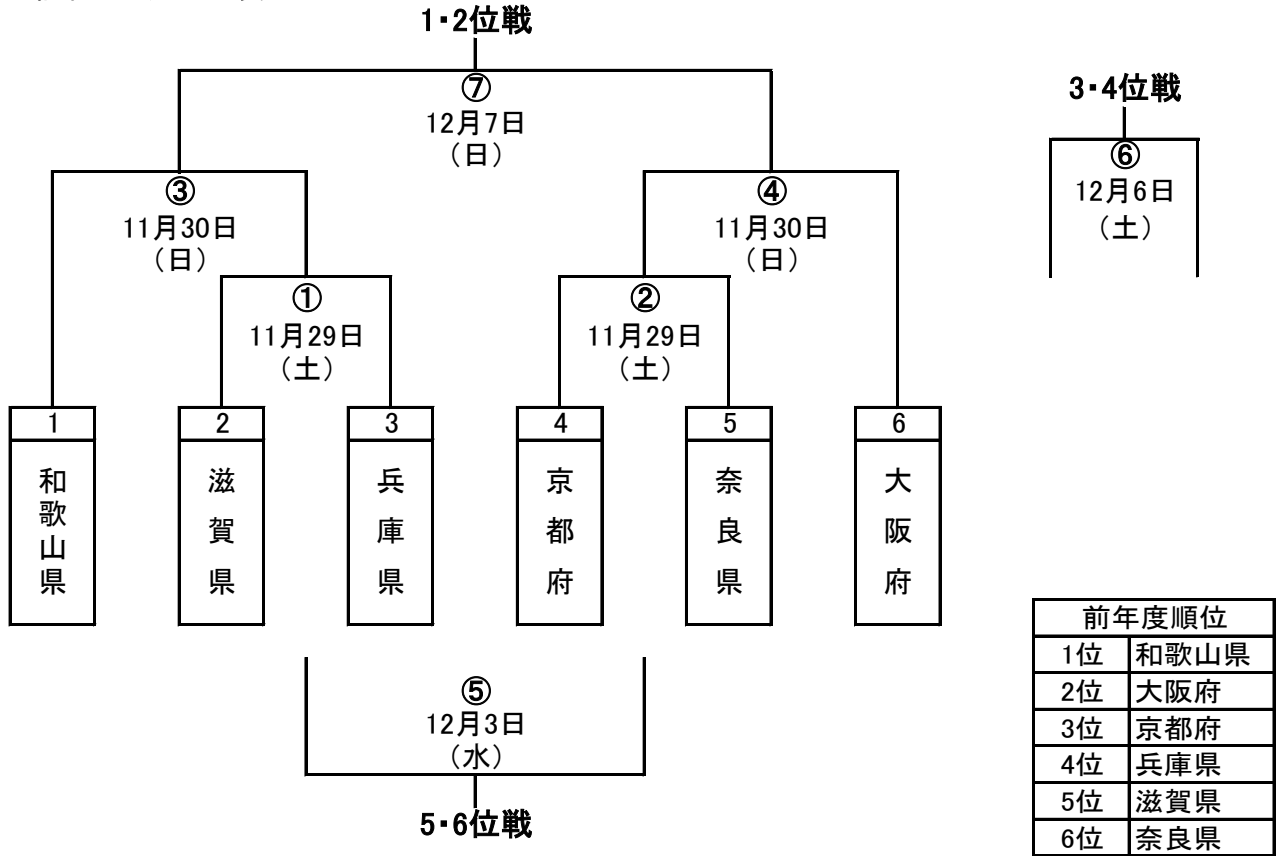 1・2位戦
⑦
12月7日
（日）
3・4位戦
⑥
12月6日
（土）
③
11月30日
（日）
④
11月30日
（日）
①
11月29日
（土）
②
11月29日
（土）
1
和歌山県
2
滋賀県
3
兵庫県
4
京都府
5
奈良県
6
大阪府
⑤
12月3日
（水）
5・6位戦
前年度順位
1位 和歌山県
2位 大阪府
3位 京都府
4位 兵庫県
5位 滋賀県
6位 奈良県